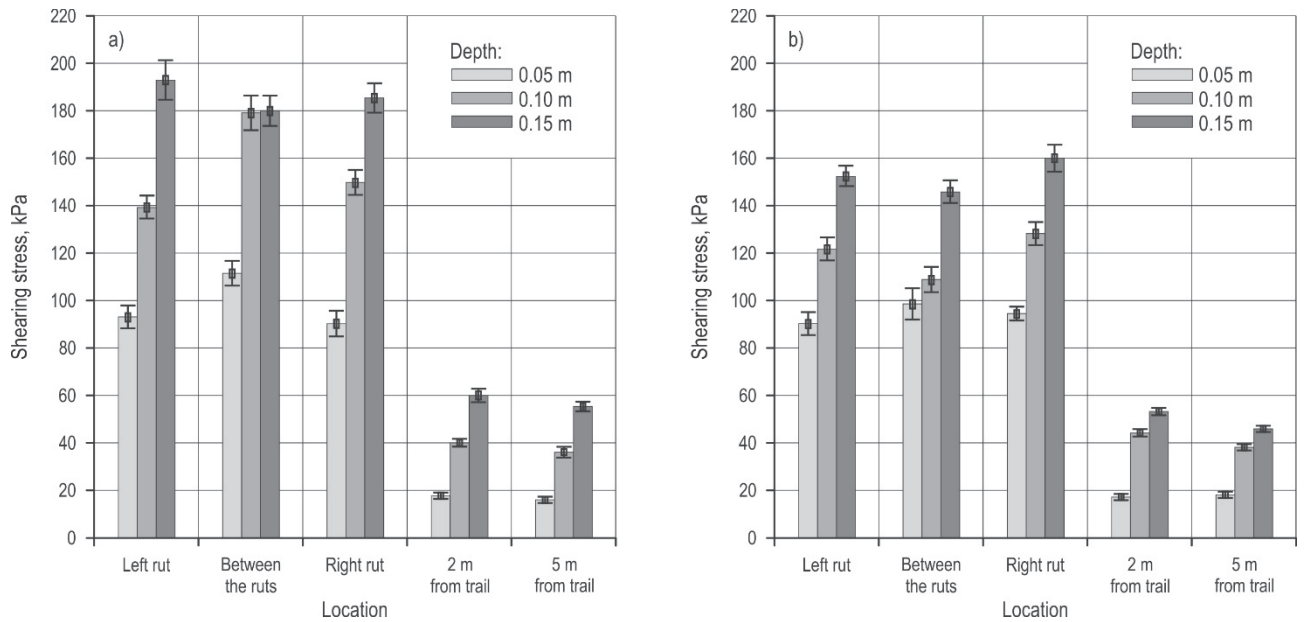 a)
Shearing stress, kPa
220
200
180
160
140
120
100
80
60
40
20
0
Depth:
0.05 m
0.10 m
0.15 m
Left rut
Between
the ruts
Right rut
2 m
from trail
5 m
from trail
Location
b)
Shearing stress, kPa
220
200
180
160
140
120
100
80
60
40
20
0
Depth:
0.05 m
0.10 m
0.15 m
Left rut
Between
the ruts
Right rut
2 m
from trail
5 m
from trail
Location